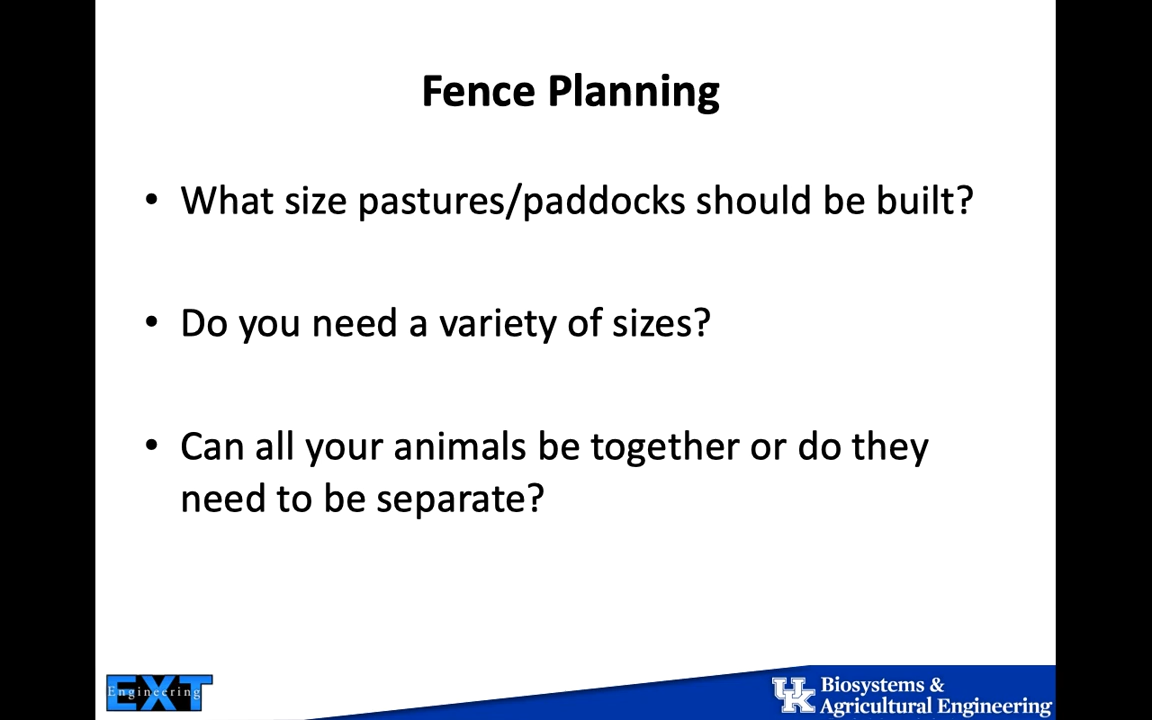 Fence Planning
• What size pastures/paddocks should be built?
• Do you need a variety of sizes?
• Can all your animals be together or do they
need to be separate?
EXT
Engineering
UK
Biosystems &
Agricultural Engineering